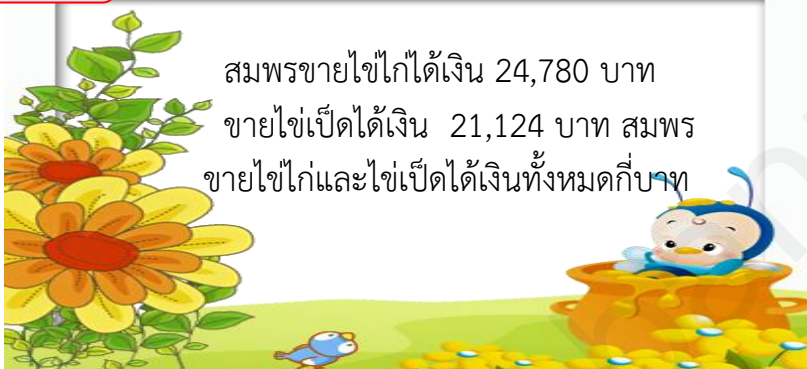 สมพรขายไข่ไก่ได้เงิน 24,780 บาท
ขายไข่เป็ดได้เงิน 21,124 บาท สมพร
ขายไข่ไก่และไข่เป็ดได้เงินทั้งหมดกี่บาท